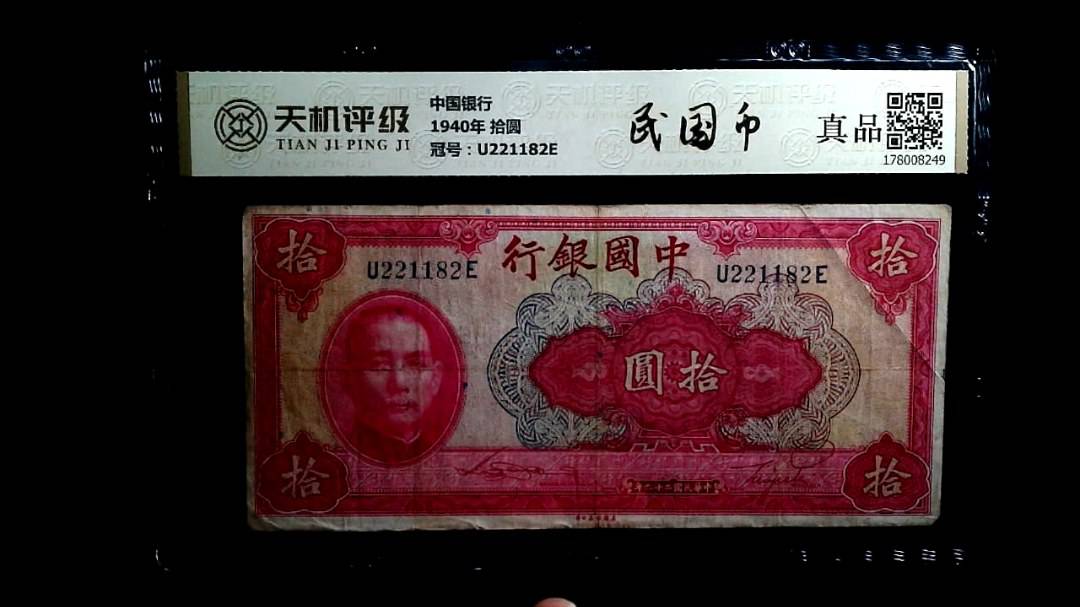 天机评级
TIAN JI PING JI
中国银行
1940年 拾圆
冠号：U221182E
民国币
真品
178008249
拾
行銀國中
拾
U221182E
U221182E
圓拾
拾
拾